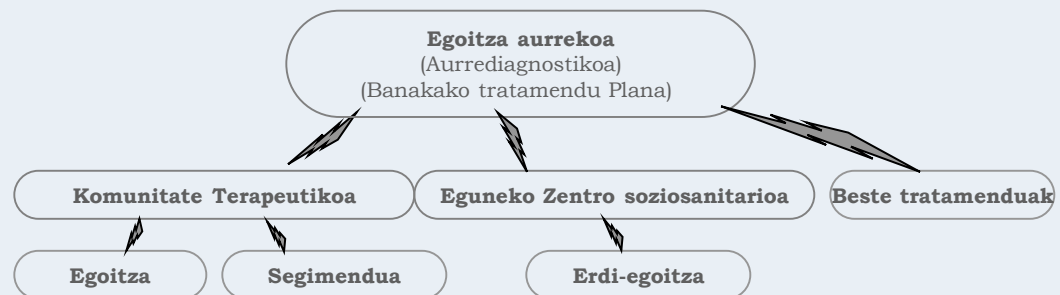 Egoitza aurrekoa
(Aurrediagnostikoa)
(Banakako tratamendu Plana)
Komunitate Terapeutikoa
Eguneko Zentro soziosanitarioa
Beste tratamenduak
Egoitza
Segimendua
Erdi-egoitza